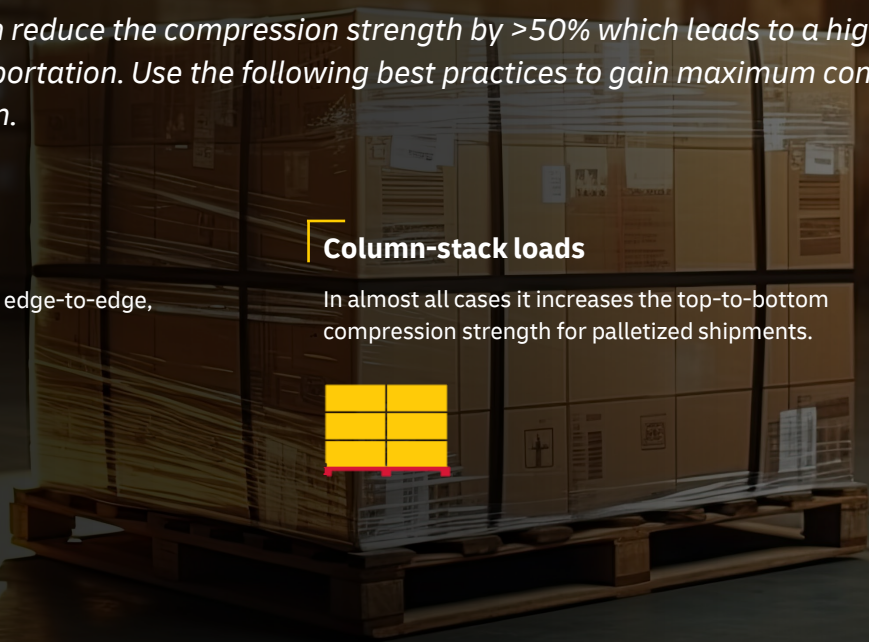 reduce the compression strength by >50% which leads to a
portation. Use the following best practices to gain maximum
Column-stack loads
edge-to-edge,
In almost all cases it increases the top-to-bottom
compression strength for palletized shipments.